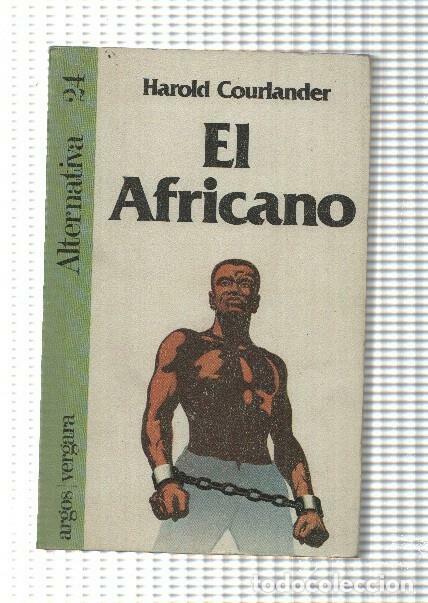 Harold Courlander
El
Africano
Alternativa 24
argos vergara
todocoleccion